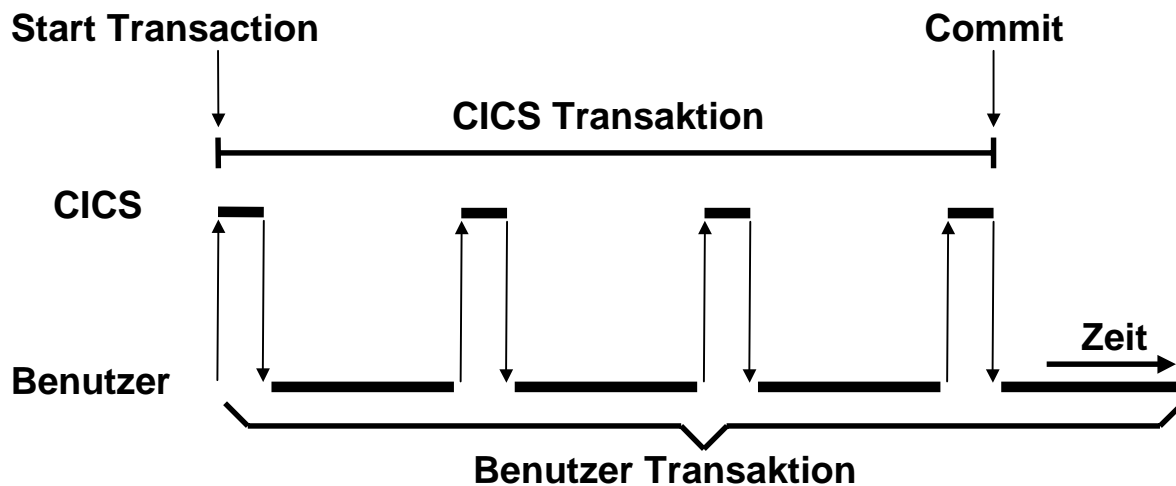 Start Transaction
Commit
CICS Transaktion
CICS
Zeit
Benutzer
Benutzer Transaktion